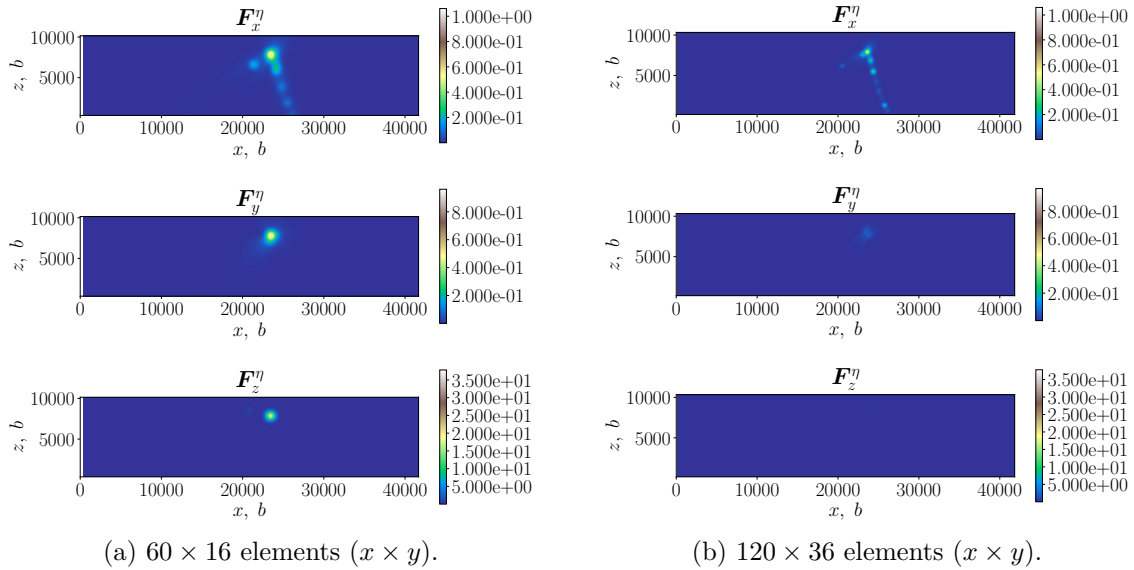 F_x^η
z, b
10000
5000
0 10000 20000 30000 40000
x, b
1.000e+00
8.000e-01
6.000e-01
4.000e-01
2.000e-01
F_y^η
z, b
10000
5000
0 10000 20000 30000 40000
x, b
8.000e-01
6.000e-01
4.000e-01
2.000e-01
F_z^η
z, b
10000
5000
0 10000 20000 30000 40000
x, b
3.500e+01
3.000e+01
2.500e+01
2.000e+01
1.500e+01
1.000e+01
5.000e+00
(a) 60 × 16 elements (x × y).
F_x^η
z, b
10000
5000
0 10000 20000 30000 40000
x, b
1.000e+00
8.000e-01
6.000e-01
4.000e-01
2.000e-01
F_y^η
z, b
10000
5000
0 10000 20000 30000 40000
x, b
8.000e-01
6.000e-01
4.000e-01
2.000e-01
F_z^η
z, b
10000
5000
0 10000 20000 30000 40000
x, b
3.500e+01
3.000e+01
2.500e+01
2.000e+01
1.500e+01
1.000e+01
5.000e+00
(b) 120 × 36 elements (x × y).